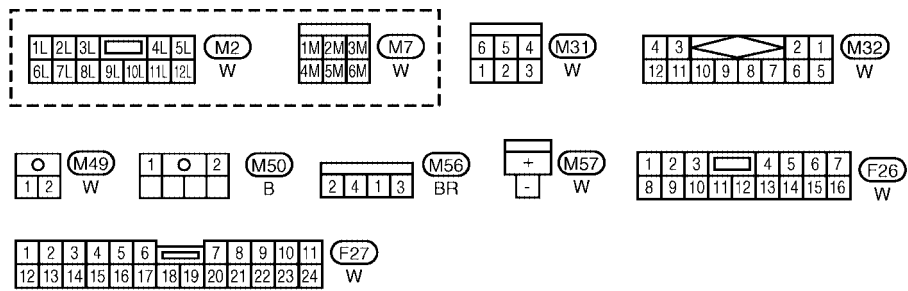 1L 2L 3L 4L 5L M2
6L 7L 8L 9L 10L 11L 12L W
1M 2M 3M M7
4M 5M 6M W
6 5 4 M31
1 2 3 W
4 3 2 1 M32
12 11 10 9 8 7 6 5 W
M49
1 2 W
1 2 M50
B
M56
2 4 1 3 BR
+ M57
- W
1 2 3 4 5 6 7 F26
8 9 10 11 12 13 14 15 16 W
1 2 3 4 5 6 7 8 9 10 11 F27
12 13 14 15 16 17 18 19 20 21 22 23 24 W